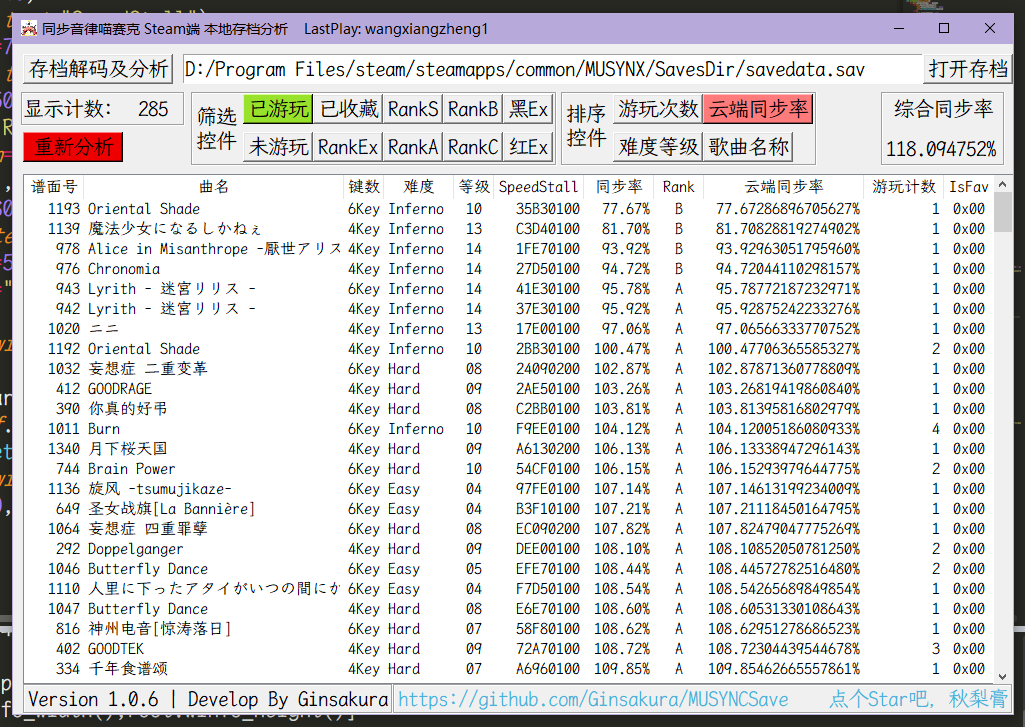 同步音律喵赛克 Steam端 本地存档分析 LastPlay: wangxiangzheng1
存档解码及分析 D:/Program Files/steam/steamapps/common/MUSYNX/SavesDir/savedata.sav 打开存档
显示计数: 285
重新分析
筛选控件 已游玩 已收藏 RankS RankB 黑Ex
未游玩 RankEx RankA RankC 红Ex
排序控件 游玩次数 云端同步率
难度等级 歌曲名称
综合同步率
118.094752%
谱面号 曲名 键数 难度 等级 SpeedStall 同步率 Rank 云端同步率 游玩计数 IsFav
1193 Oriental Shade 6Key Inferno 10 35B30100 77.67% B 77.67286896705627% 1 0x00
1139 魔法少女になるしかねぇ 4Key Inferno 13 C3D40100 81.70% B 81.70828819274902% 1 0x00
978 Alice in Misanthrope -厭世アリス 4Key Inferno 14 1FE70100 93.92% B 93.92963051795960% 1 0x00
976 Chronomia 4Key Inferno 14 27D50100 94.72% B 94.72044110298157% 1 0x00
943 Lyrith - 迷宮リリス - 6Key Inferno 14 41E30100 95.78% A 95.78772187232971% 1 0x00
942 Lyrith - 迷宮リリス - 4Key Inferno 14 37E30100 95.92% A 95.92875242233276% 1 0x00
1020 ニニ 4Key Inferno 13 17E00100 97.06% A 97.06566333770752% 1 0x00
1192 Oriental Shade 4Key Inferno 10 2BB30100 100.47% A 100.47706365585327% 2 0x00
1032 妄想症 二重变革 6Key Hard 08 24090200 102.87% A 102.87871360778809% 1 0x00
412 GOODRAGE 4Key Hard 09 2AE50100 103.26% A 103.26819419860840% 1 0x00
390 你真的好弔 4Key Hard 08 C2BB0100 103.81% A 103.81395816802979% 1 0x00
1011 Burn 6Key Inferno 10 F9EE0100 104.12% A 104.12005186080933% 4 0x00
1340 月下桜天国 4Key Hard 09 A6130200 106.13% A 106.13338947296143% 1 0x00
744 Brain Power 6Key Hard 10 54CF0100 106.15% A 106.15293979644775% 2 0x00
1136 旋风 -tsumujikaze- 6Key Easy 04 97FE0100 107.14% A 107.14613199234009% 1 0x00
649 圣女战旗[La Bannière] 6Key Easy 04 B3F10100 107.21% A 107.21118450164795% 1 0x00
1064 妄想症 四重罪孽 6Key Hard 08 EC090200 107.82% A 107.82479047775269% 1 0x00
292 Doppelganger 4Key Hard 09 DEE00100 108.10% A 108.10852050781250% 2 0x00
1046 Butterfly Dance 6Key Easy 05 EFE70100 108.44% A 108.44572782516480% 2 0x00
1110 人里に下ったアタイがいつの間にか 6Key Easy 04 F7D50100 108.54% A 108.54265689849854% 1 0x00
1047 Butterfly Dance 4Key Hard 08 E6E70100 108.60% A 108.60531330108643% 1 0x00
816 神州电音[惊涛落日] 6Key Hard 07 58F80100 108.62% A 108.62951278686523% 1 0x00
402 GOODTEK 4Key Hard 09 72A70100 108.72% A 108.72304439544678% 3 0x00
334 千年食谱颂 4Key Hard 07 A6960100 109.85% A 109.85462665557861% 1 0x00
Version 1.0.6 | Develop By Ginsakura https://github.com/Ginsakura/MUSYNCSave 点个Star吧, 秋梨膏